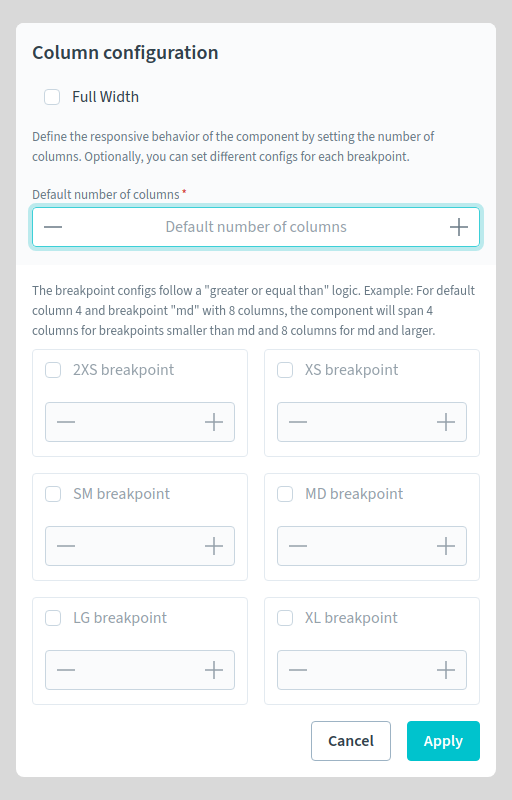 Column configuration
Full Width
Define the responsive behavior of the component by setting the number of
columns. Optionally, you can set different configs for each breakpoint.
Default number of columns *
Default number of columns
The breakpoint configs follow a "greater or equal than" logic. Example: For default
column 4 and breakpoint "md" with 8 columns, the component will span 4
columns for breakpoints smaller than md and 8 columns for md and larger.
2XS breakpoint
XS breakpoint
SM breakpoint
MD breakpoint
LG breakpoint
XL breakpoint
Cancel
Apply